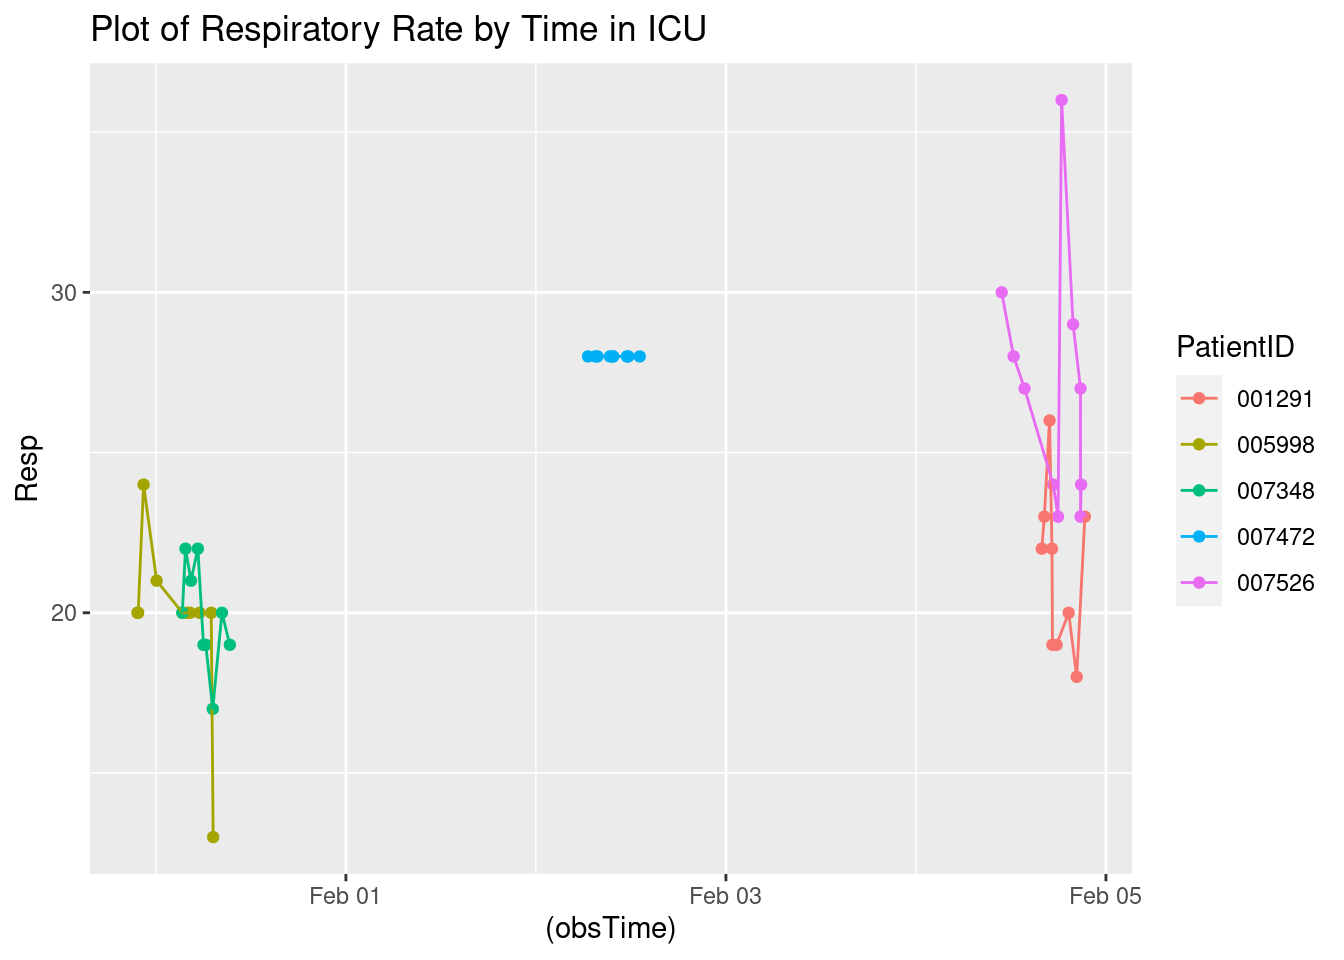 Plot of Respiratory Rate by Time in ICU
30
20
Resp
Feb 01
Feb 03
Feb 05
(obsTime)
PatientID
001291
005998
007348
007472
007526